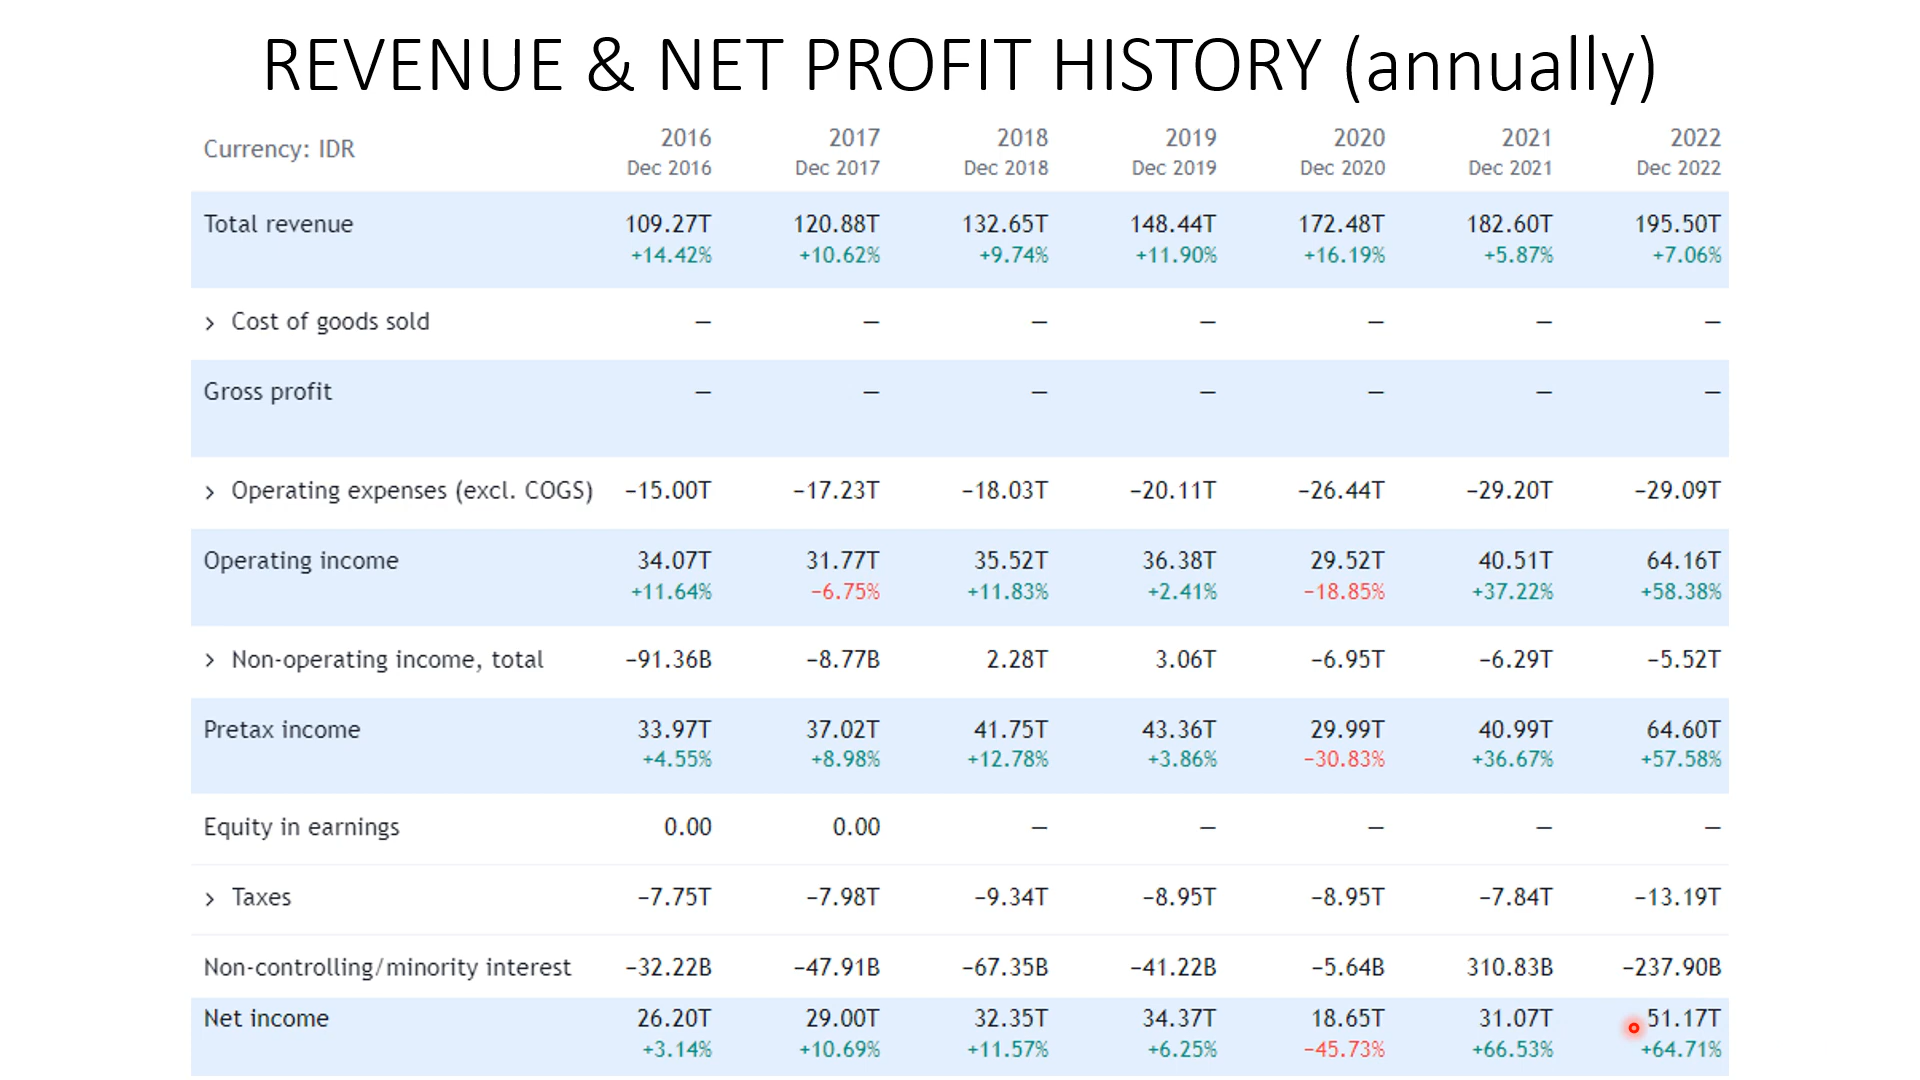 REVENUE & NET PROFIT HISTORY (annually)
Currency: IDR 2016 2017 2018 2019 2020 2021 2022
Dec 2016 Dec 2017 Dec 2018 Dec 2019 Dec 2020 Dec 2021 Dec 2022
Total revenue 109.27T 120.88T 132.65T 148.44T 172.48T 182.60T 195.50T
+14.42% +10.62% +9.74% +11.90% +16.19% +5.87% +7.06%
› Cost of goods sold — — — — — — —
Gross profit — — — — — — —
› Operating expenses (excl. COGS) −15.00T −17.23T −18.03T −20.11T −26.44T −29.20T −29.09T
Operating income 34.07T 31.77T 35.52T 36.38T 29.52T 40.51T 64.16T
+11.64% −6.75% +11.83% +2.41% −18.85% +37.22% +58.38%
› Non-operating income, total −91.36B −8.77B 2.28T 3.06T −6.95T −6.29T −5.52T
Pretax income 33.97T 37.02T 41.75T 43.36T 29.99T 40.99T 64.60T
+4.55% +8.98% +12.78% +3.86% −30.83% +36.67% +57.58%
Equity in earnings 0.00 0.00 — — — — —
› Taxes −7.75T −7.98T −9.34T −8.95T −8.95T −7.84T −13.19T
Non-controlling/minority interest −32.22B −47.91B −67.35B −41.22B −5.64B 310.83B −237.90B
Net income 26.20T 29.00T 32.35T 34.37T 18.65T 31.07T 51.17T
+3.14% +10.69% +11.57% +6.25% −45.73% +66.53% +64.71%